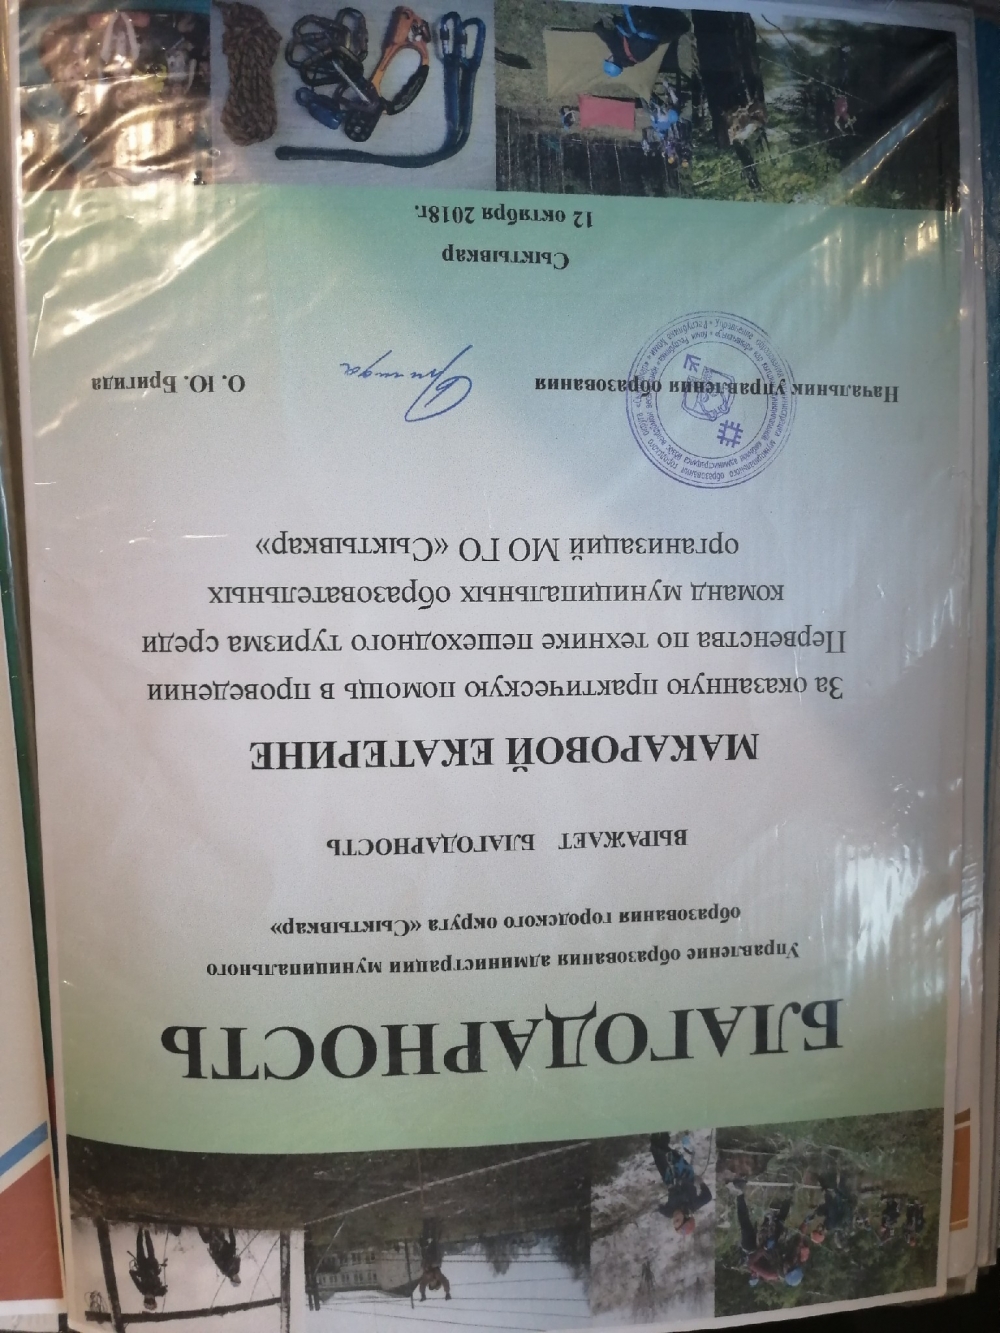 БЛАГОДАРНОСТЬ
Управление образования администрации муниципального
образования городского округа «Сыктывкар»
ВЫРАЖАЕТ БЛАГОДАРНОСТЬ
МАКАРОВОЙ ЕКАТЕРИНЕ
За оказанную практическую помощь в проведении
Первенства по технике пешеходного туризма среди
команд муниципальных образовательных
организаций МО ГО «Сыктывкар»
Начальник управления образования О. Ю. Бригида
Сыктывкар
12 октября 2018г.